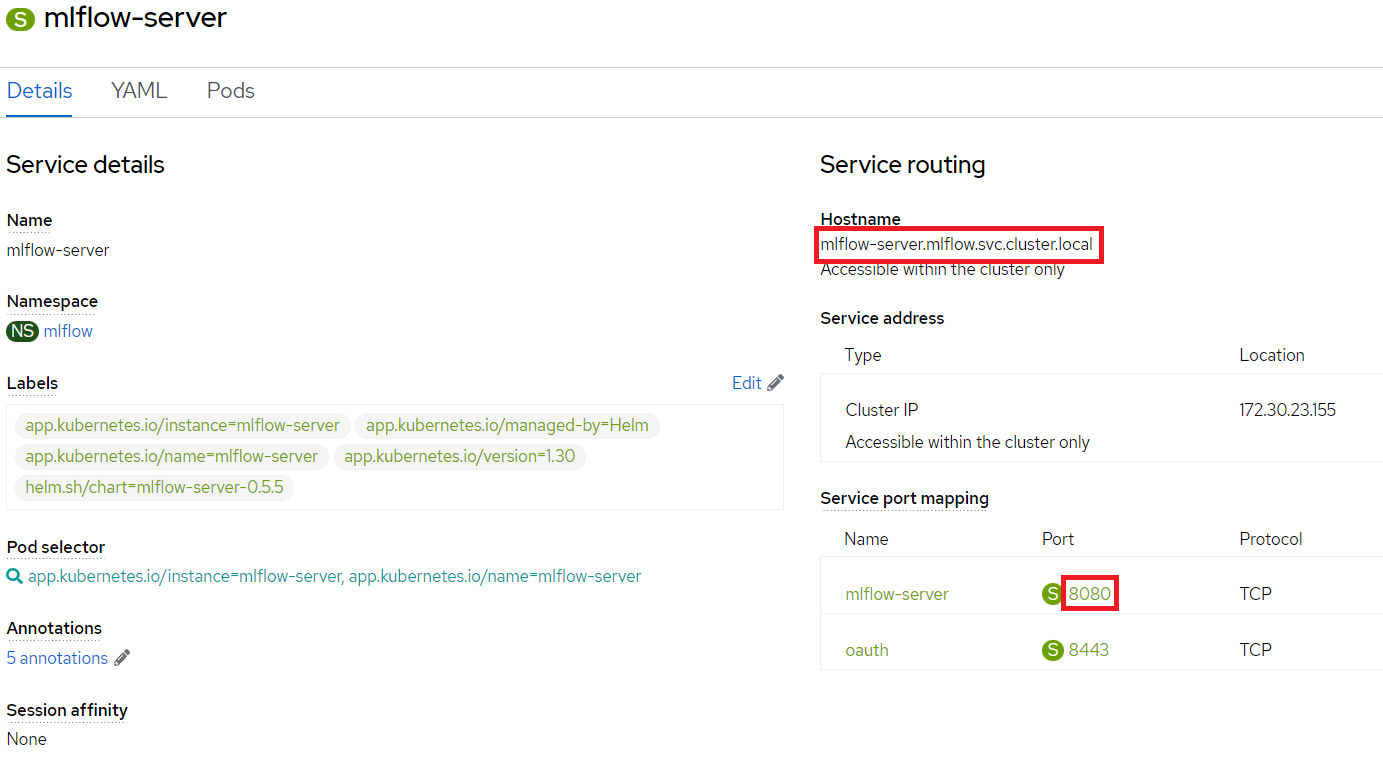 S mlflow-server
Details YAML Pods
Service details
Name
mlflow-server
Namespace
NS mlflow
Labels
Edit
app.kubernetes.io/instance=mlflow-server app.kubernetes.io/managed-by=Helm
app.kubernetes.io/name=mlflow-server app.kubernetes.io/version=1.30
helm.sh/chart=mlflow-server-0.5.5
Pod selector
app.kubernetes.io/instance=mlflow-server, app.kubernetes.io/name=mlflow-server
Annotations
5 annotations
Session affinity
None
Service routing
Hostname
mlflow-server.mlflow.svc.cluster.local
Accessible within the cluster only
Service address
Type Location
Cluster IP 172.30.23.155
Accessible within the cluster only
Service port mapping
Name Port Protocol
mlflow-server S 8080 TCP
oauth S 8443 TCP